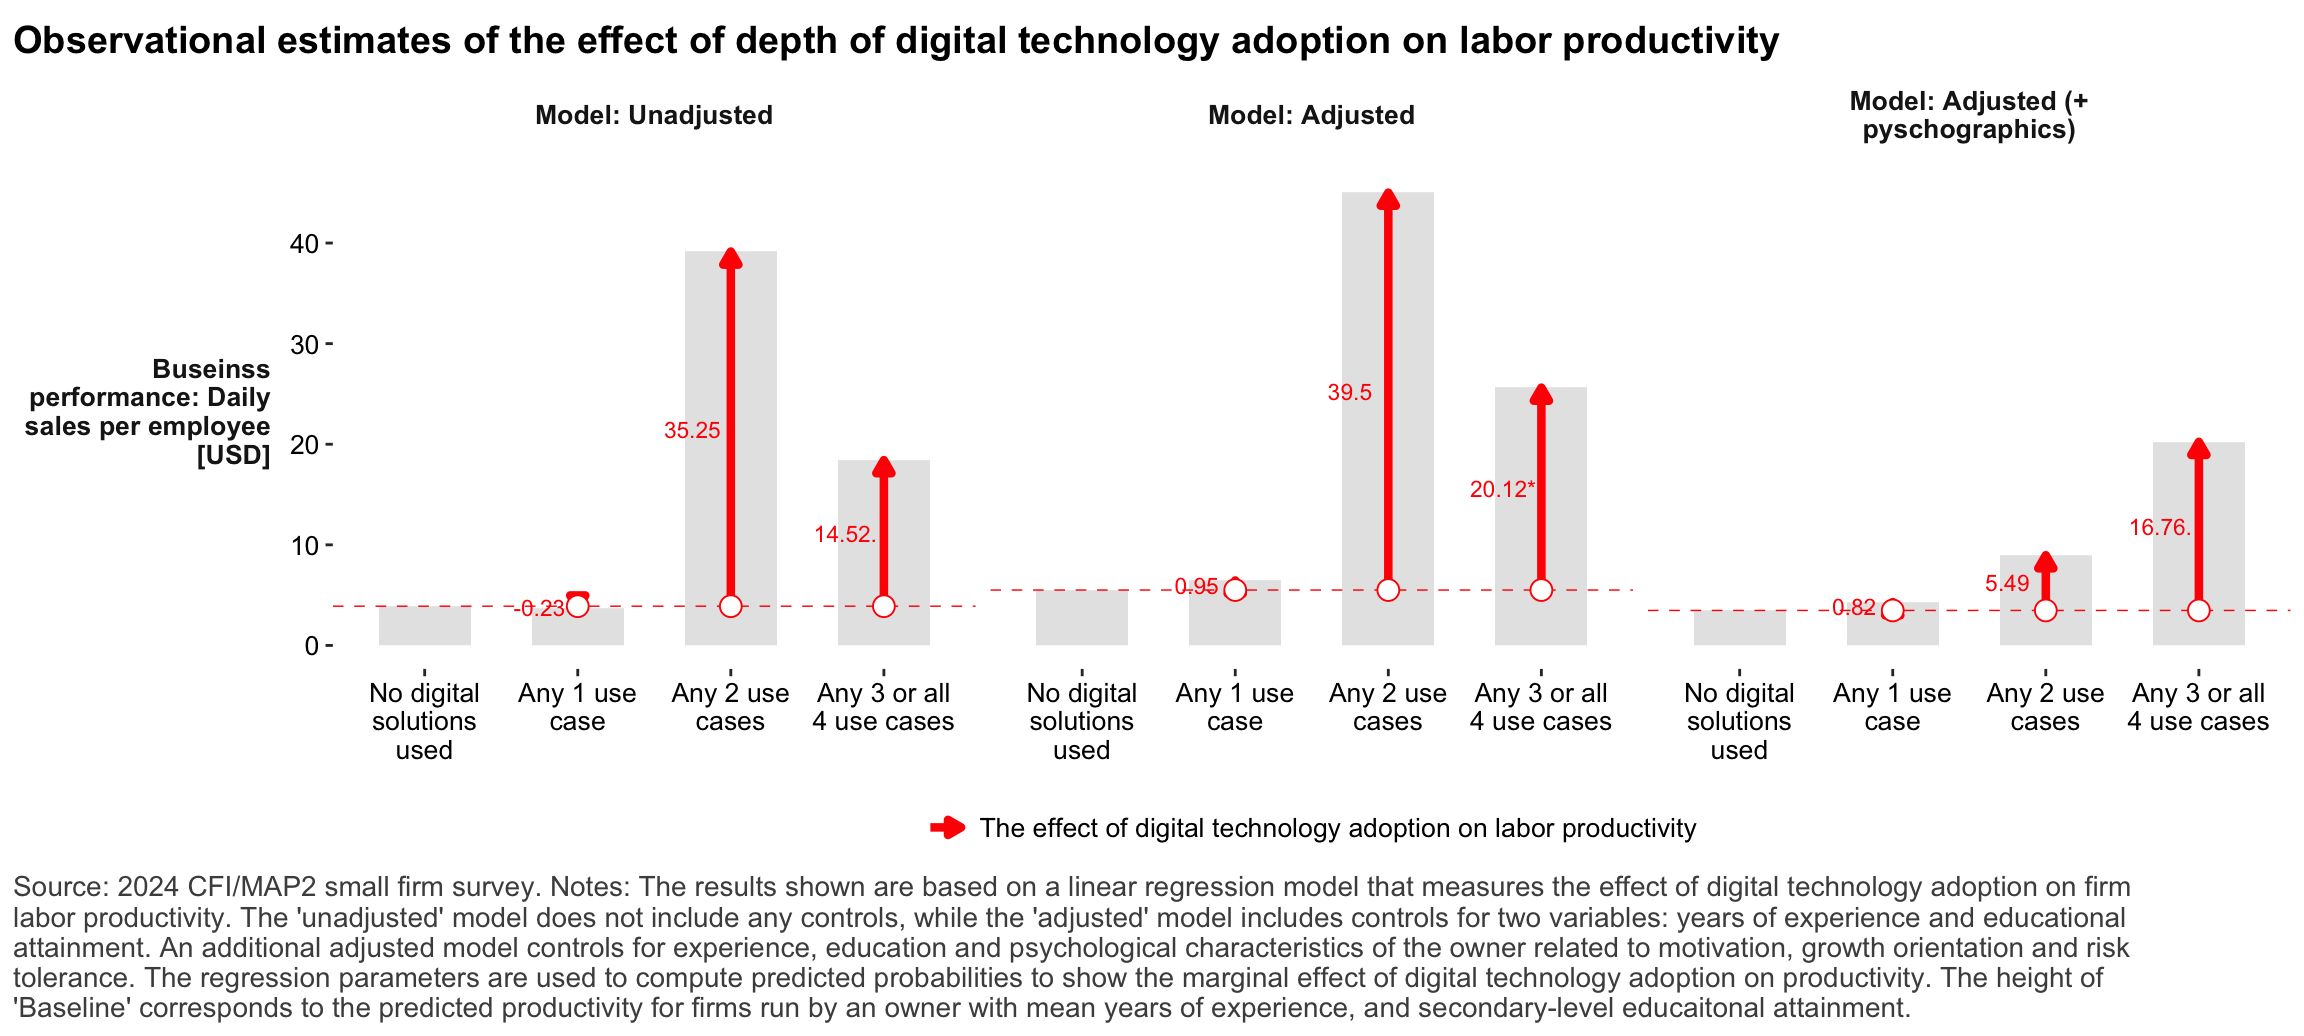 Observational estimates of the effect of depth of digital technology adoption on labor productivity
Model: Unadjusted
Model: Adjusted
Model: Adjusted (+
pyschographics)
Buseinss
performance: Daily
sales per employee
[USD]
40
30
20
10
0
-0.23
35.25
14.52.
0.95
39.5
20.12*
0.82
5.49
16.76.
No digital
solutions
used
Any 1 use
case
Any 2 use
cases
Any 3 or all
4 use cases
No digital
solutions
used
Any 1 use
case
Any 2 use
cases
Any 3 or all
4 use cases
No digital
solutions
used
Any 1 use
case
Any 2 use
cases
Any 3 or all
4 use cases
The effect of digital technology adoption on labor productivity
Source: 2024 CFI/MAP2 small firm survey. Notes: The results shown are based on a linear regression model that measures the effect of digital technology adoption on firm
labor productivity. The 'unadjusted' model does not include any controls, while the 'adjusted' model includes controls for two variables: years of experience and educational
attainment. An additional adjusted model controls for experience, education and psychological characteristics of the owner related to motivation, growth orientation and risk
tolerance. The regression parameters are used to compute predicted probabilities to show the marginal effect of digital technology adoption on productivity. The height of
'Baseline' corresponds to the predicted productivity for firms run by an owner with mean years of experience, and secondary-level educaitonal attainment.